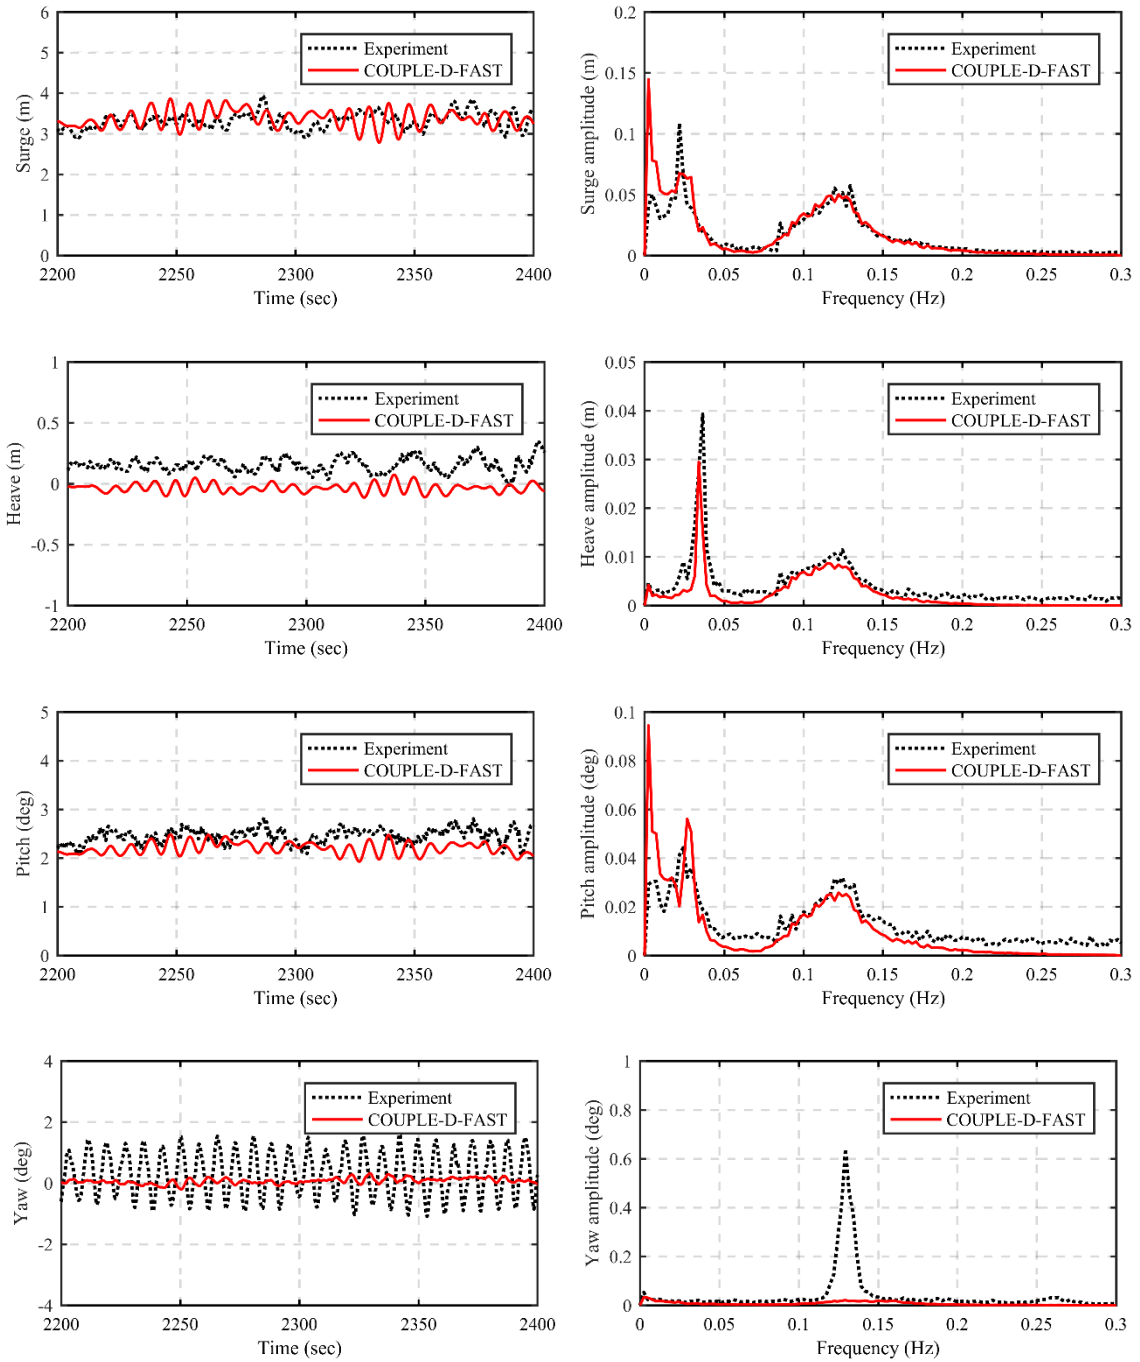 6
5
4
3
2
1
0
Surge (m)
Experiment
COUPLE-D-FAST
2200
2250
2300
2350
2400
Time (sec)
0.2
0.15
0.1
0.05
0
Surge amplitude (m)
Experiment
COUPLE-D-FAST
0
0.05
0.1
0.15
0.2
0.25
0.3
Frequency (Hz)
1
0.5
0
-0.5
-1
Heave (m)
Experiment
COUPLE-D-FAST
2200
2250
2300
2350
2400
Time (sec)
0.05
0.04
0.03
0.02
0.01
0
Heave amplitude (m)
Experiment
COUPLE-D-FAST
0
0.05
0.1
0.15
0.2
0.25
0.3
Frequency (Hz)
5
4
3
2
1
0
Pitch (deg)
Experiment
COUPLE-D-FAST
2200
2250
2300
2350
2400
Time (sec)
0.1
0.08
0.06
0.04
0.02
0
Pitch amplitude (deg)
Experiment
COUPLE-D-FAST
0
0.05
0.1
0.15
0.2
0.25
0.3
Frequency (Hz)
4
2
0
-2
-4
Yaw (deg)
Experiment
COUPLE-D-FAST
2200
2250
2300
2350
2400
Time (sec)
1
0.8
0.6
0.4
0.2
0
Yaw amplitude (deg)
Experiment
COUPLE-D-FAST
0
0.05
0.1
0.15
0.2
0.25
0.3
Frequency (Hz)